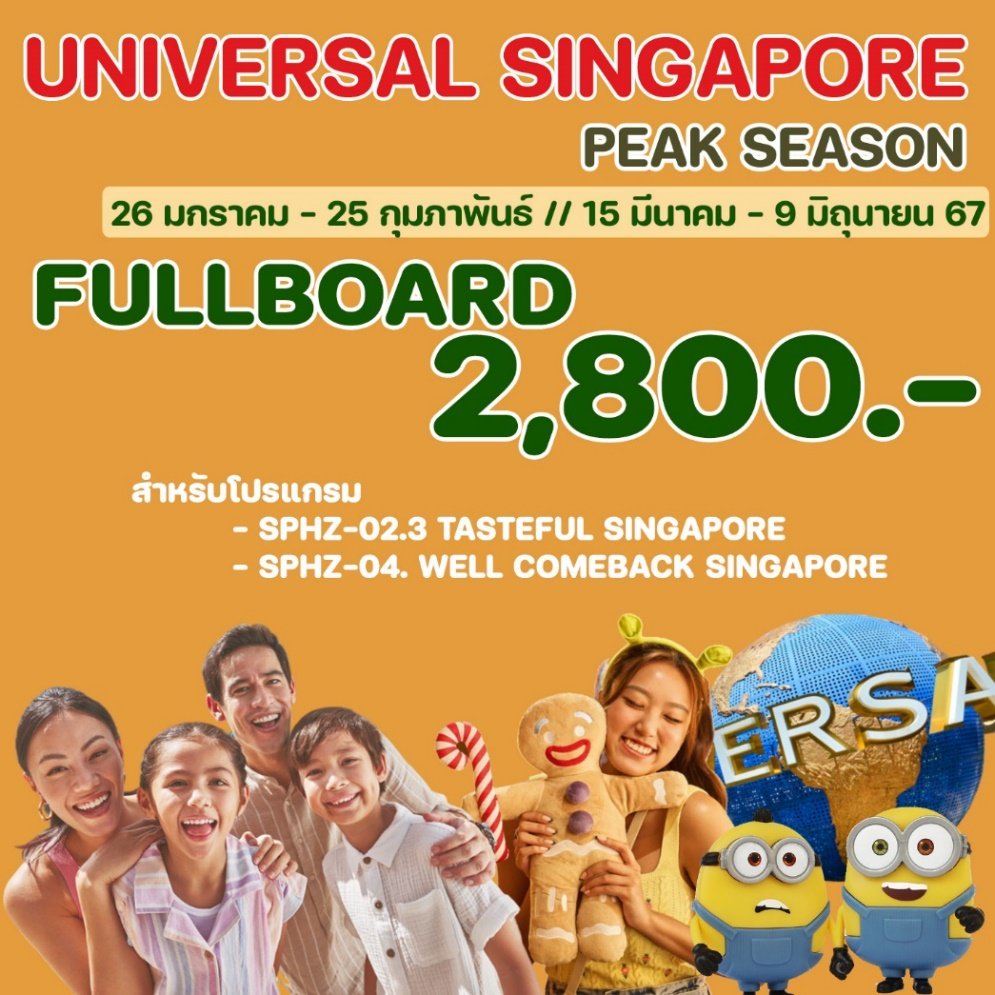 UNIVERSAL SINGAPORE
PEAK SEASON
26 มกราคม - 25 กุมภาพันธ์ // 15 มีนาคม - 9 มิถุนายน 67
FULLBOARD
2,800.-
สำหรับโปรแกรม
- SPHZ-02.3 TASTEFUL SINGAPORE
- SPHZ-04. WELL COMEBACK SINGAPORE
ERSA